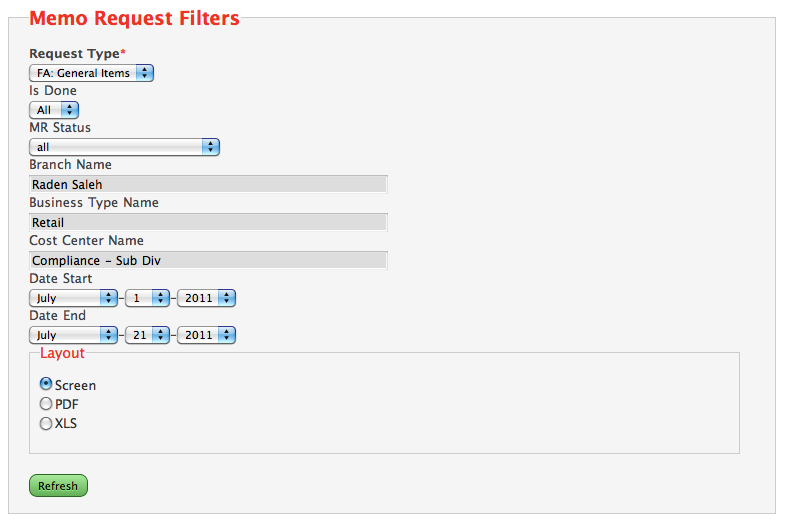 Memo Request Filters
Request Type*
FA: General Items
Is Done
All
MR Status
all
Branch Name
Raden Saleh
Business Type Name
Retail
Cost Center Name
Compliance - Sub Div
Date Start
July - 1 - 2011
Date End
July - 21 - 2011
Layout
Screen
PDF
XLS
Refresh